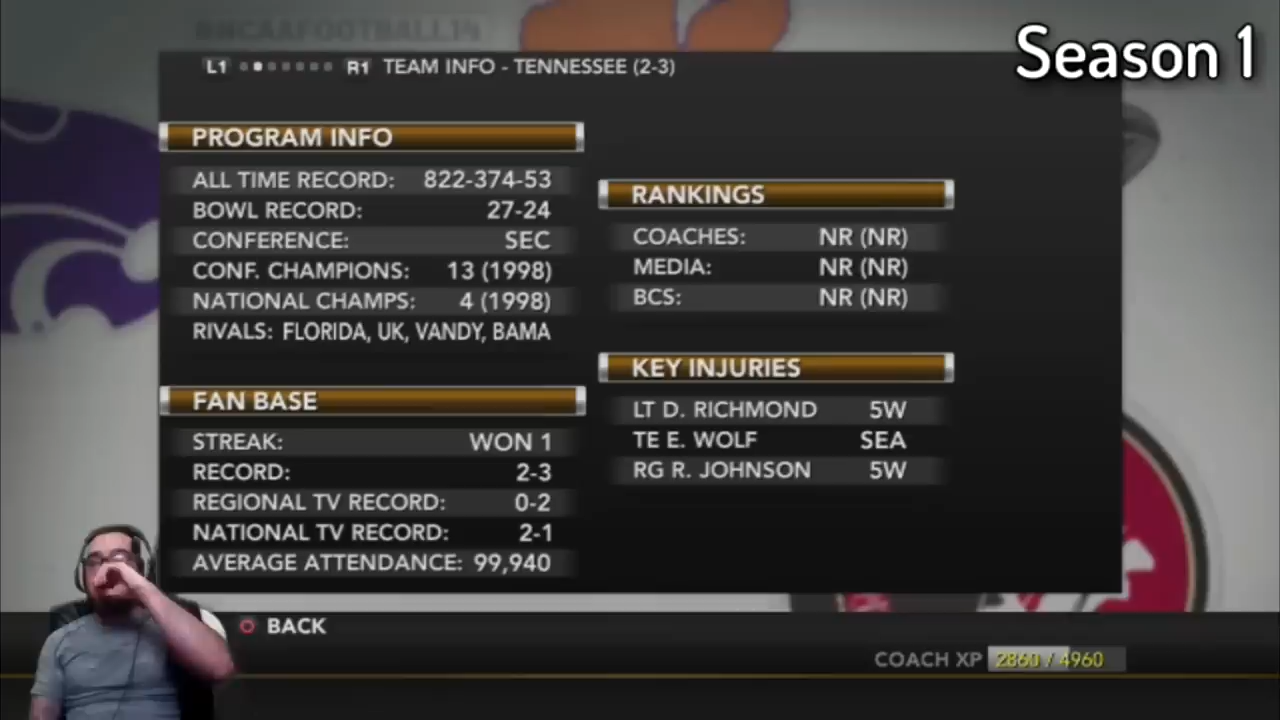 #NCAAFOOTBALL14
Season 1
L1 R1 TEAM INFO - TENNESSEE (2-3)
PROGRAM INFO
ALL TIME RECORD: 822-374-53
BOWL RECORD: 27-24
CONFERENCE: SEC
CONF. CHAMPIONS: 13 (1998)
NATIONAL CHAMPS: 4 (1998)
RIVALS: FLORIDA, UK, VANDY, BAMA
FAN BASE
STREAK: WON 1
RECORD: 2-3
REGIONAL TV RECORD: 0-2
NATIONAL TV RECORD: 2-1
AVERAGE ATTENDANCE: 99,940
RANKINGS
COACHES: NR (NR)
MEDIA: NR (NR)
BCS: NR (NR)
KEY INJURIES
LT D. RICHMOND 5W
TE E. WOLF SEA
RG R. JOHNSON 5W
BACK
COACH XP 2860 / 4960